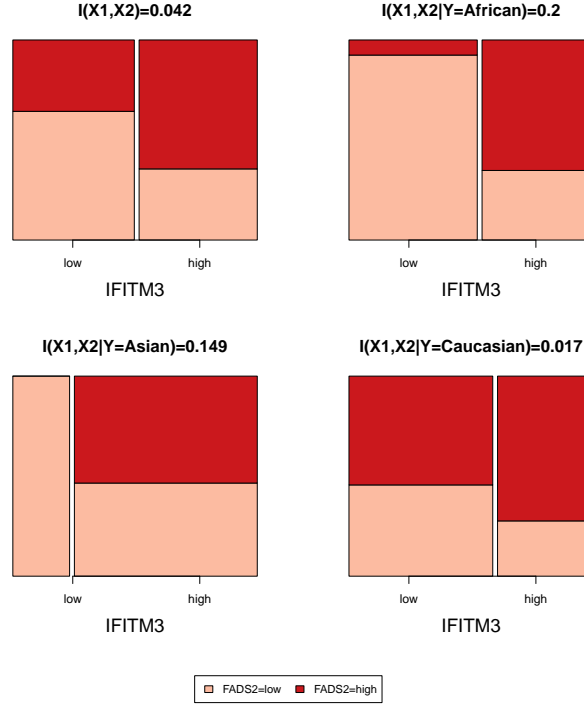 I(X1,X2)=0.042
I(X1,X2|Y=African)=0.2
low high
IFITM3
low high
IFITM3
I(X1,X2|Y=Asian)=0.149
I(X1,X2|Y=Caucasian)=0.017
low high
IFITM3
low high
IFITM3
FADS2=low FADS2=high